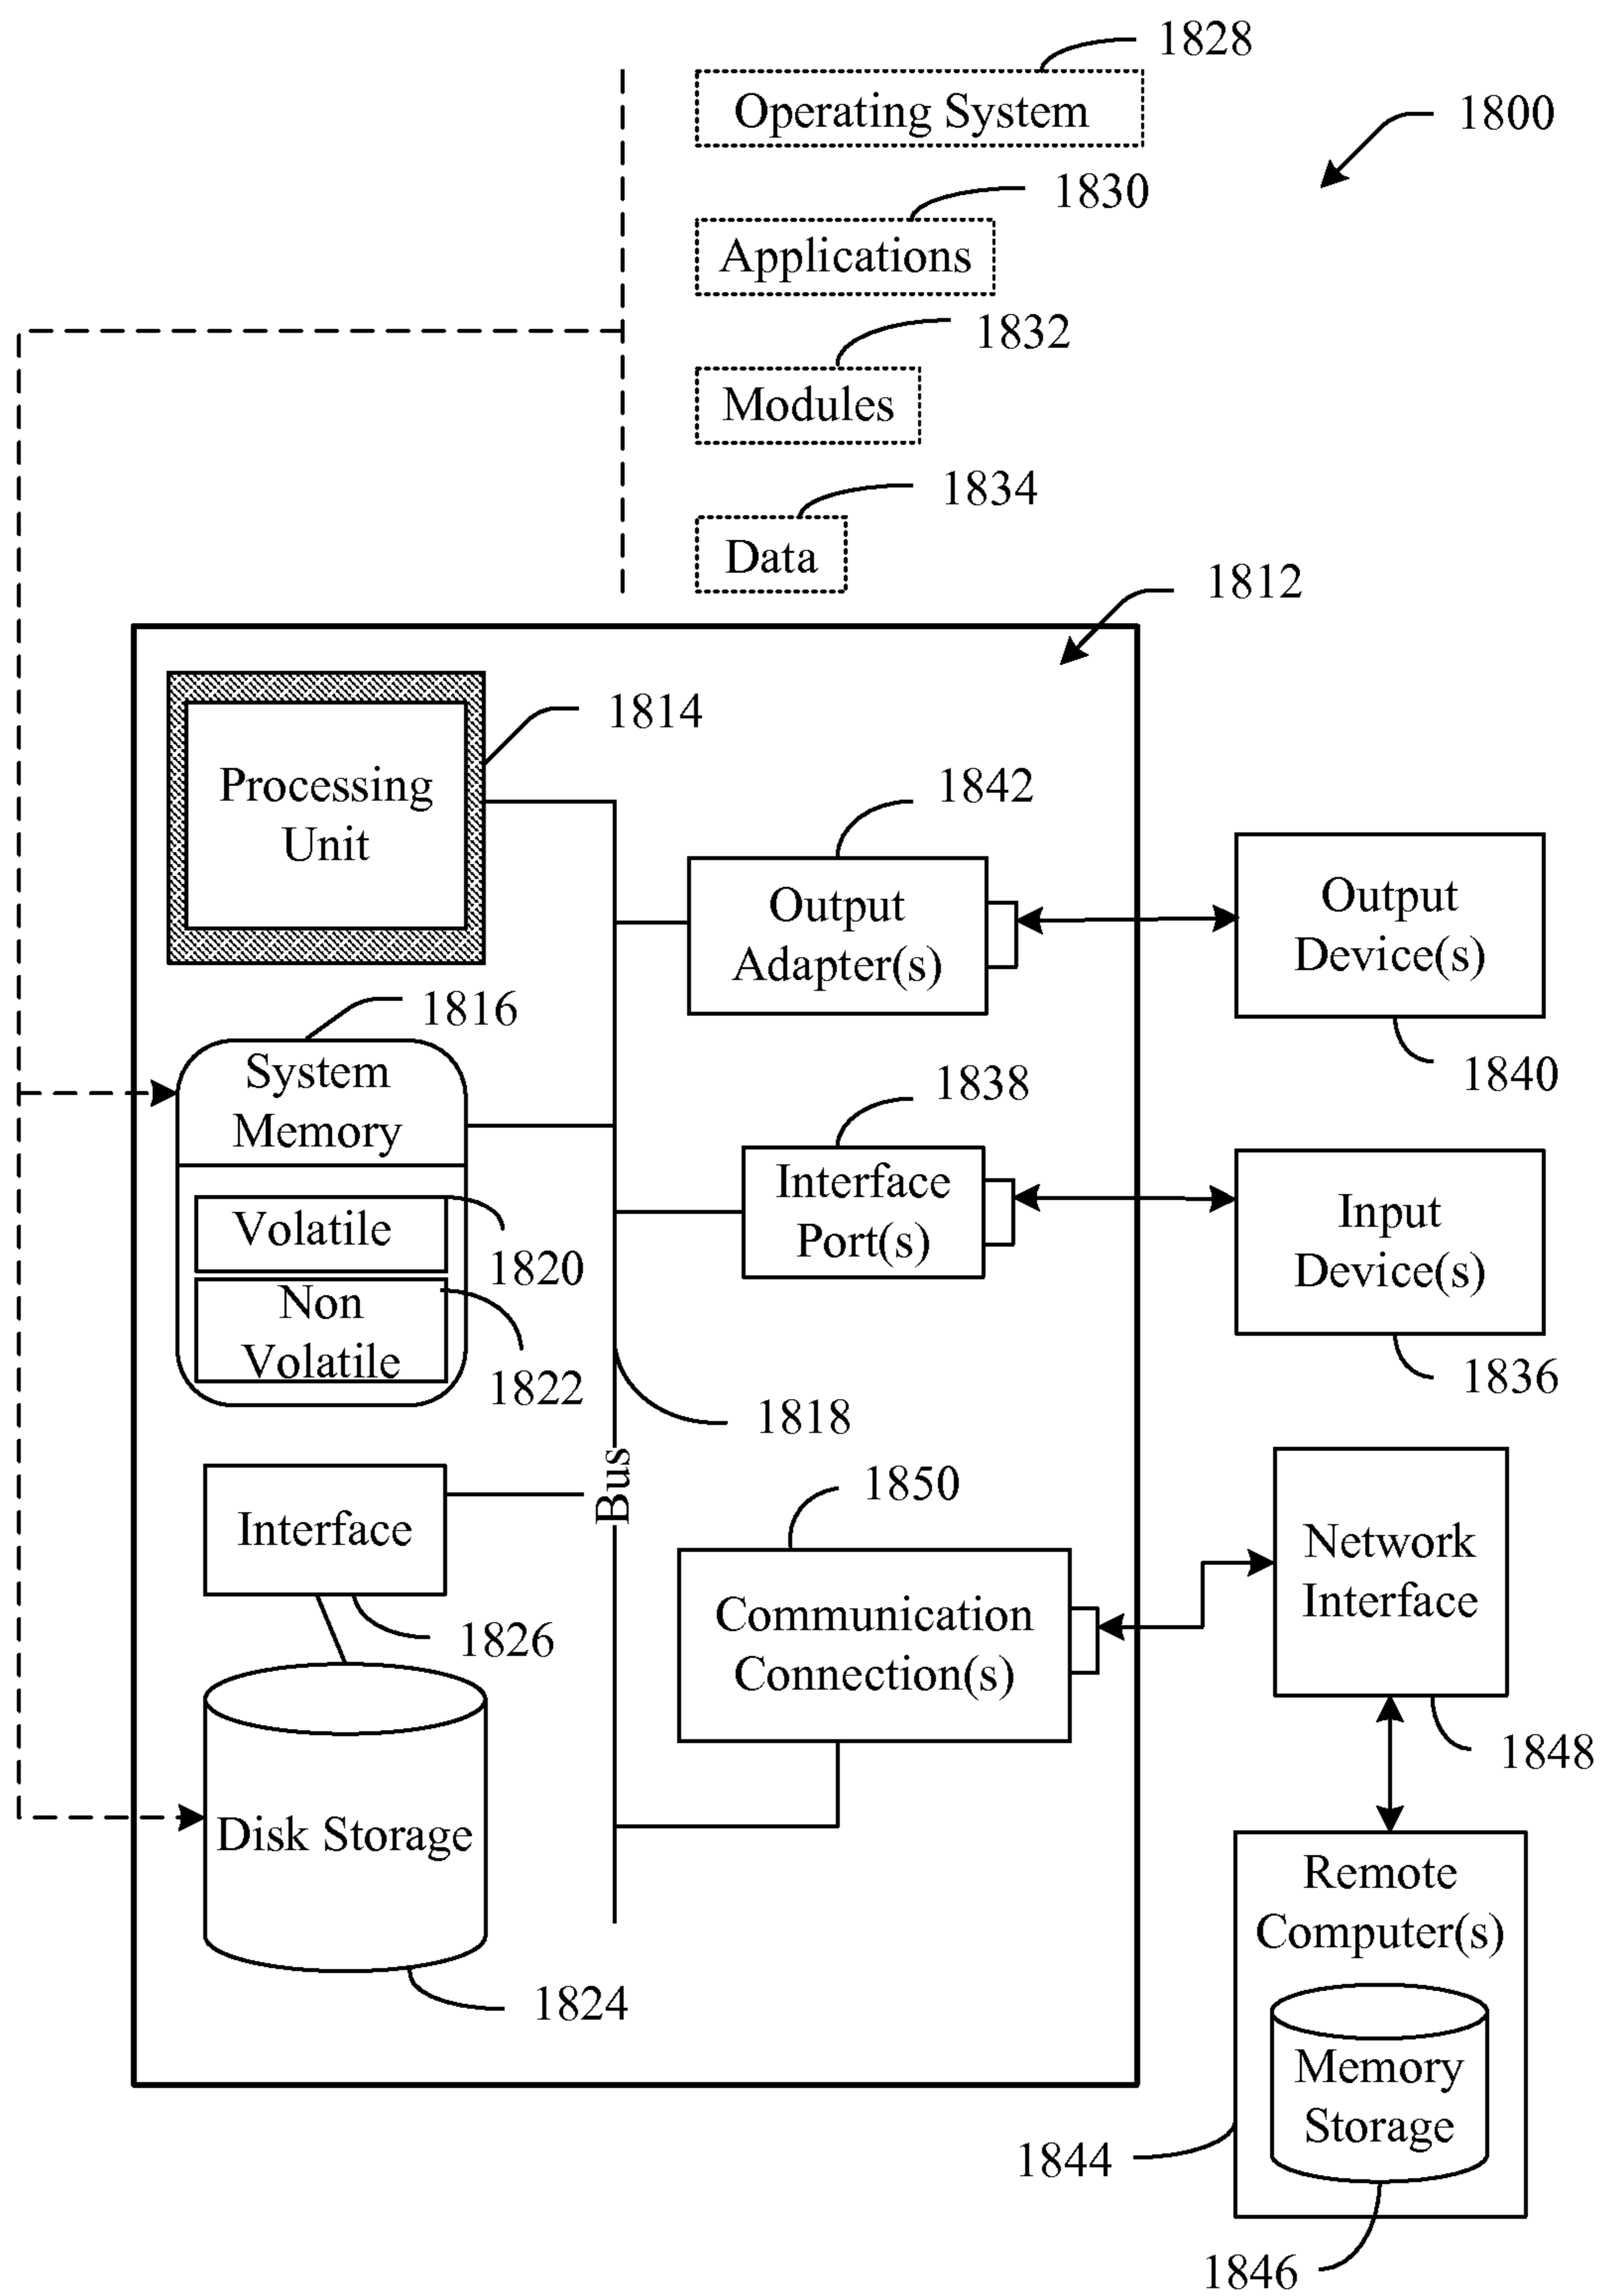 1828
Operating System
1800
1830
Applications
1832
Modules
1834
Data
1812
1814
Processing
Unit
1842
Output
Adapter(s)
Output
Device(s)
1840
1816
System
Memory
1838
Interface
Port(s)
Input
Device(s)
1836
Volatile
1820
Non
Volatile
1822
1818
Bus
Interface
1826
1850
Communication
Connection(s)
Network
Interface
1848
Disk Storage
1824
Remote
Computer(s)
Memory
Storage
1844
1846